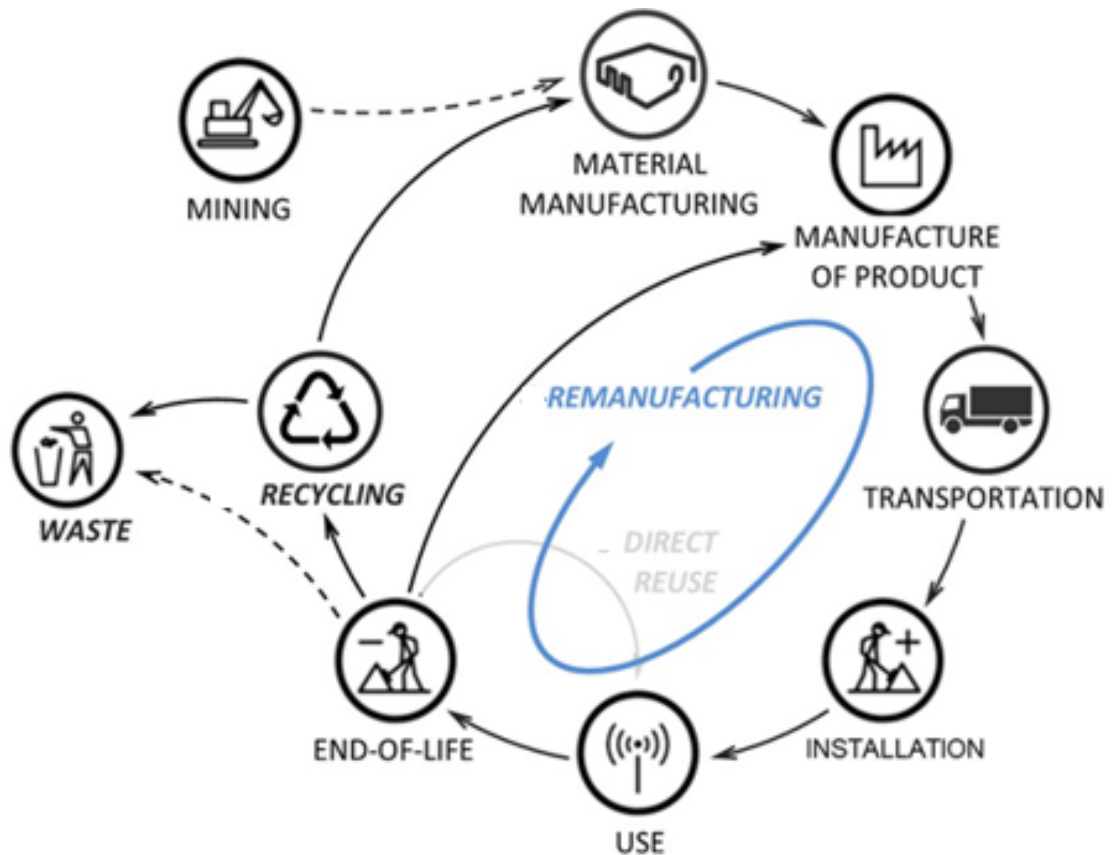 MINING
MATERIAL
MANUFACTURING
MANUFACTURE
OF PRODUCT
REMANUFACTURING
TRANSPORTATION
RECYCLING
WASTE
DIRECT
REUSE
END-OF-LIFE
INSTALLATION
USE